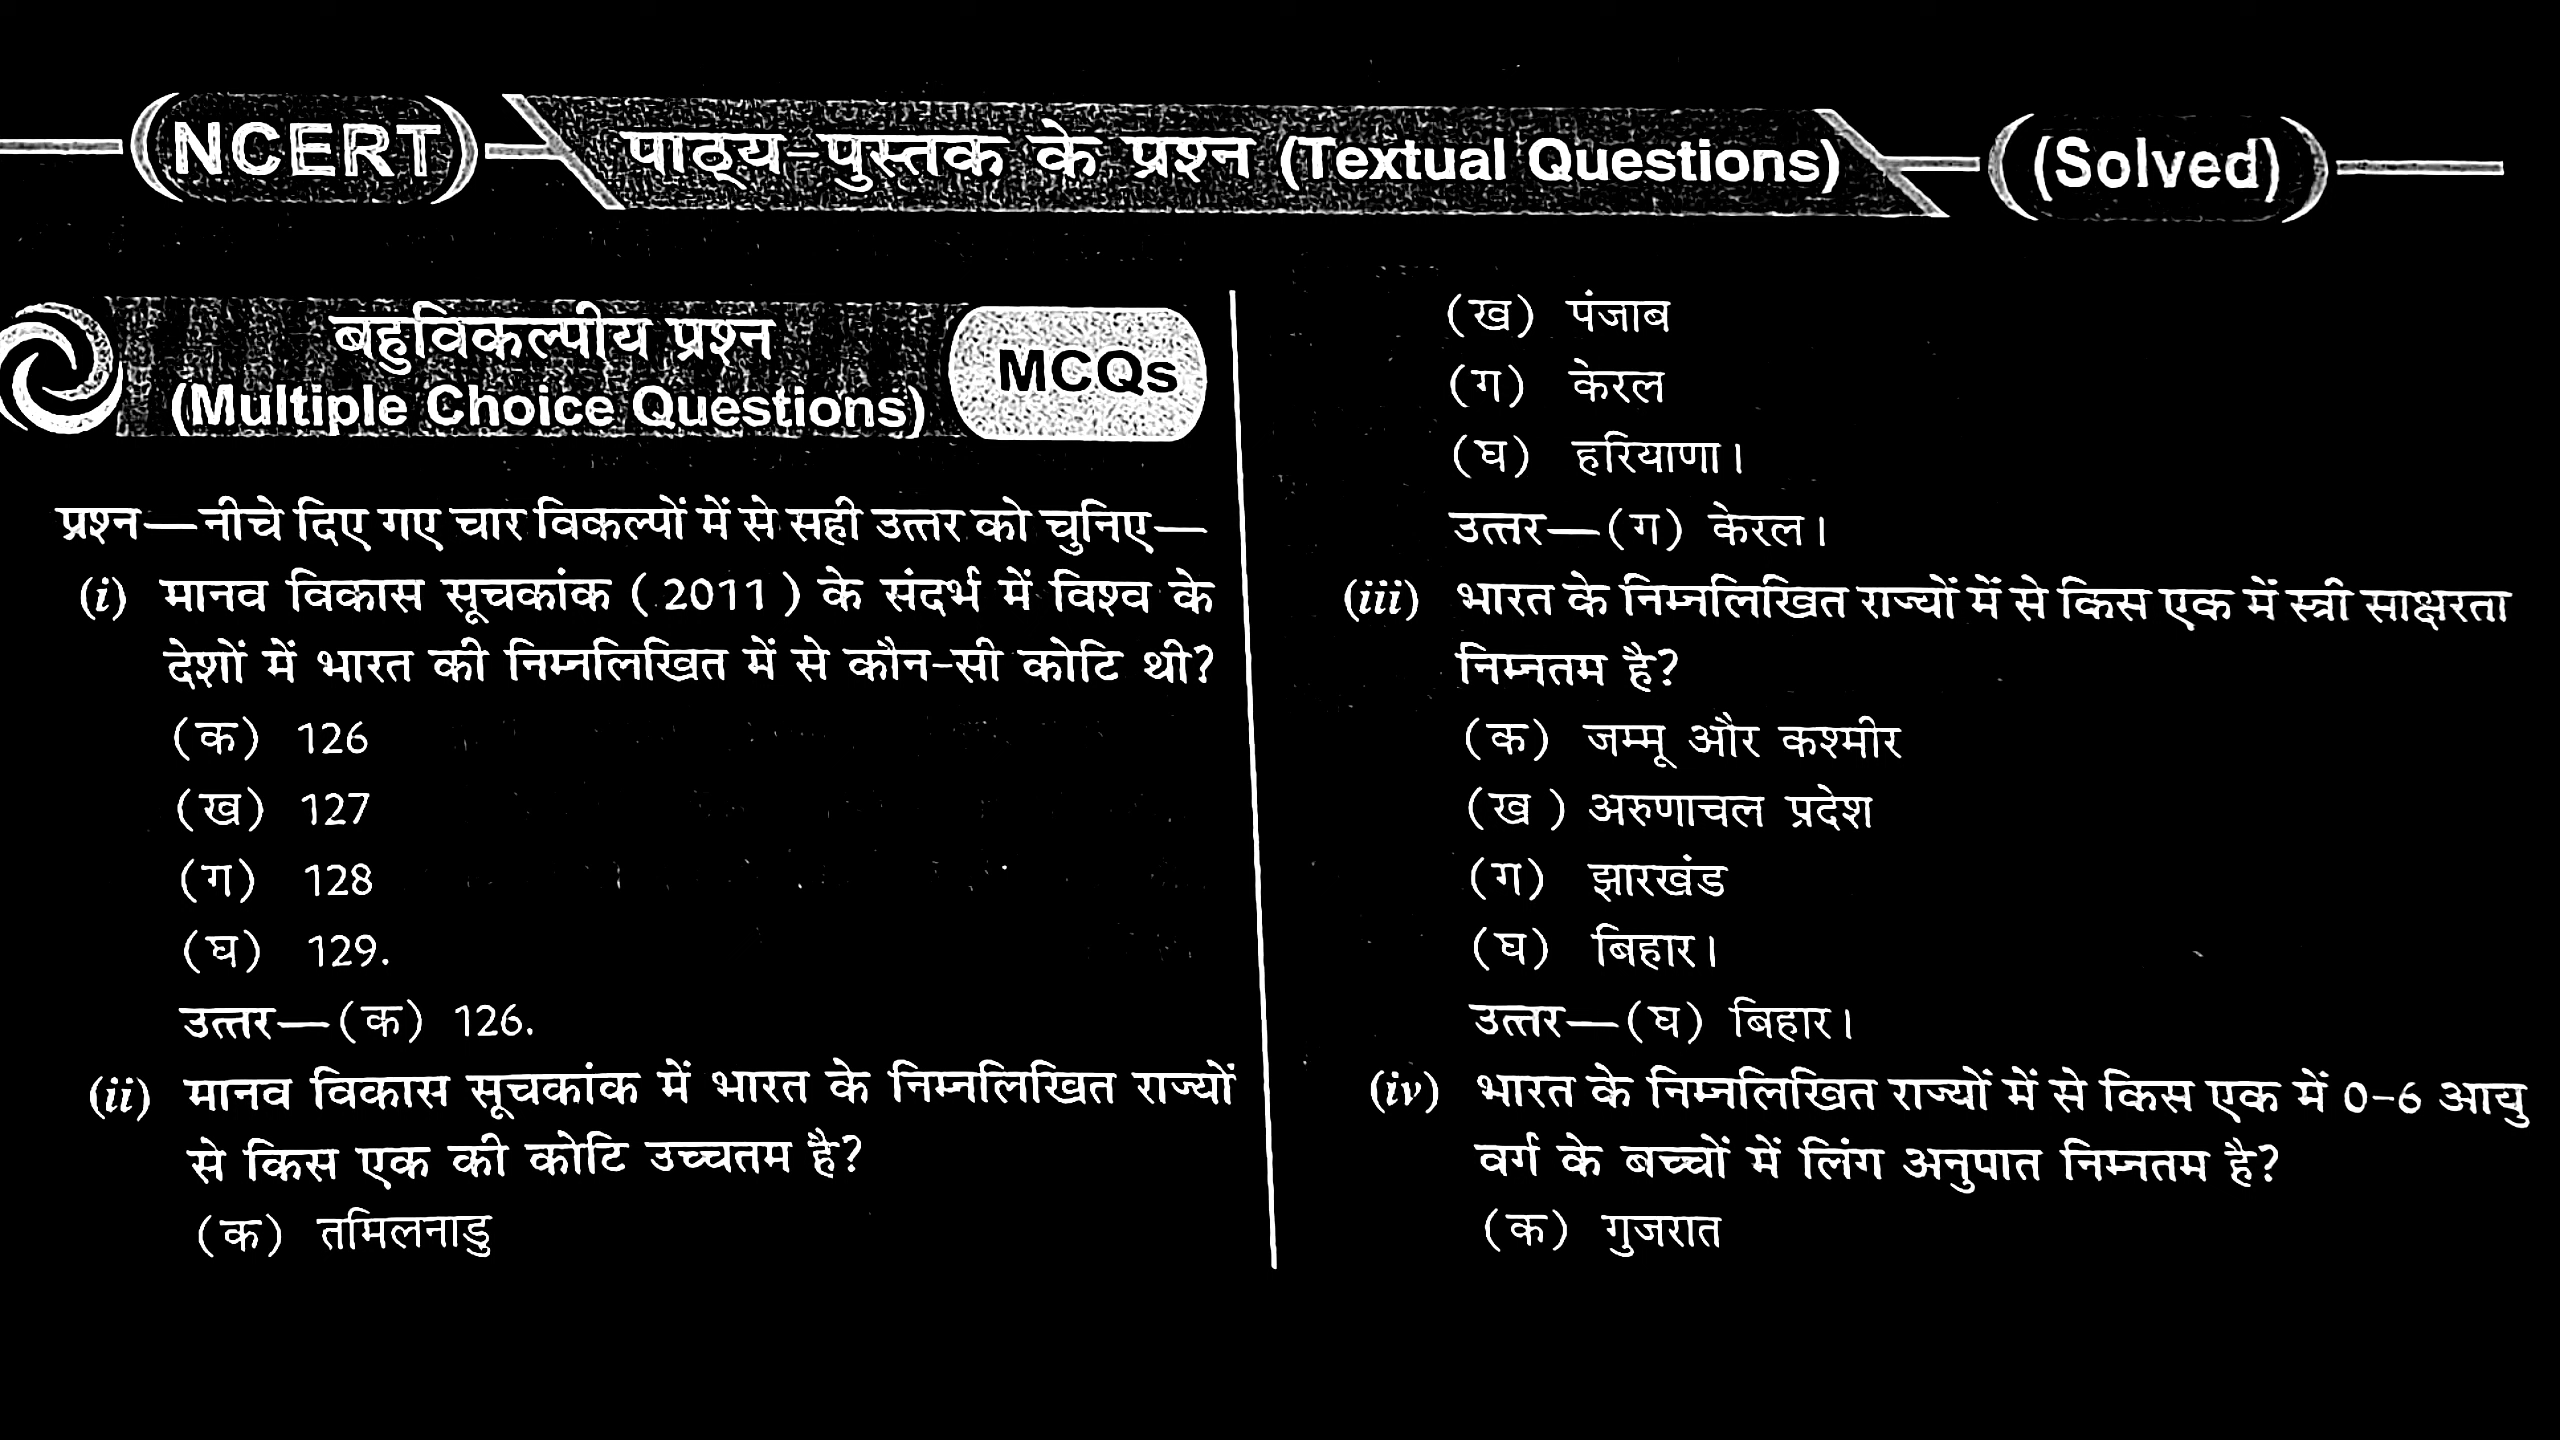 NCERT पाठ्य-पुस्तक के प्रश्न (Textual Questions) (Solved)
बहुविकल्पीय प्रश्न
(Multiple Choice Questions)
MCQs
प्रश्न—नीचे दिए गए चार विकल्पों में से सही उत्तर को चुनिए—
(i) मानव विकास सूचकांक (2011) के संदर्भ में विश्व के
देशों में भारत की निम्नलिखित में से कौन-सी कोटि थी?
(क) 126
(ख) 127
(ग) 128
(घ) 129.
उत्तर—(क) 126.
(ii) मानव विकास सूचकांक में भारत के निम्नलिखित राज्यों
से किस एक की कोटि उच्चतम है?
(क) तमिलनाडु
(ख) पंजाब
(ग) केरल
(घ) हरियाणा।
उत्तर—(ग) केरल।
(iii) भारत के निम्नलिखित राज्यों में से किस एक में स्त्री साक्षरता
निम्नतम है?
(क) जम्मू और कश्मीर
(ख ) अरुणाचल प्रदेश
(ग) झारखंड
(घ) बिहार।
उत्तर—(घ) बिहार।
(iv) भारत के निम्नलिखित राज्यों में से किस एक में 0-6 आयु
वर्ग के बच्चों में लिंग अनुपात निम्नतम है?
(क) गुजरात